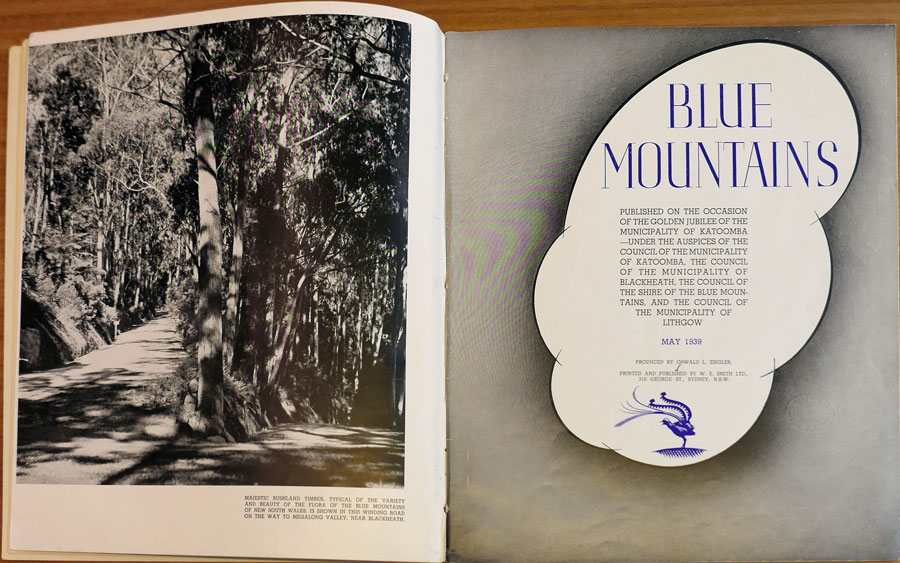 MAJESTIC BUSHLAND TIMBER, TYPICAL OF THE VARIETY
AND BEAUTY OF THE FLORA OF THE BLUE MOUNTAINS
OF NEW SOUTH WALES, IS SHOWN IN THIS WINDING ROAD
ON THE WAY TO MEGALONG VALLEY, NEAR BLACKHEATH.
BLUE
MOUNTAINS
PUBLISHED ON THE OCCASION
OF THE GOLDEN JUBILEE OF THE
MUNICIPALITY OF KATOOMBA
—UNDER THE AUSPICES OF THE
COUNCIL OF THE MUNICIPALITY
OF KATOOMBA, THE COUNCIL
OF THE MUNICIPALITY OF
BLACKHEATH, THE COUNCIL OF
THE SHIRE OF THE BLUE MOUN-
TAINS, AND THE COUNCIL OF
THE MUNICIPALITY OF
LITHGOW
MAY 1939
PRODUCED BY OSWALD L. ZIEGLER.
PRINTED AND PUBLISHED BY W. E. SMITH LTD.,
310 GEORGE ST., SYDNEY, N.S.W.